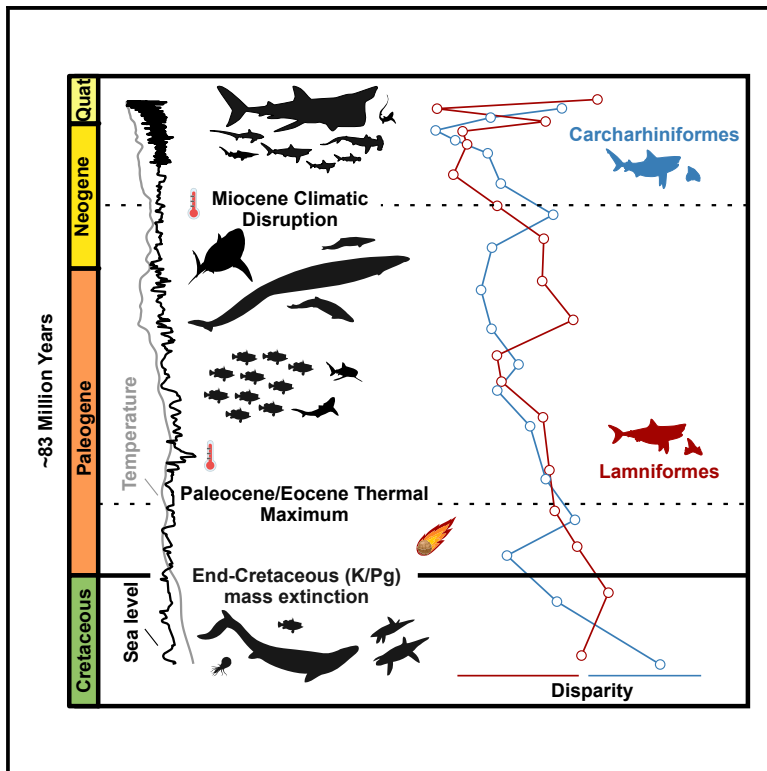 Quat
Neogene
Paleogene
Cretaceous
~83 Million Years
Temperature
Sea level
Miocene Climatic
Disruption
Paleocene/Eocene Thermal
Maximum
End-Cretaceous (K/Pg)
mass extinction
Carcharhiniformes
Lamniformes
Disparity